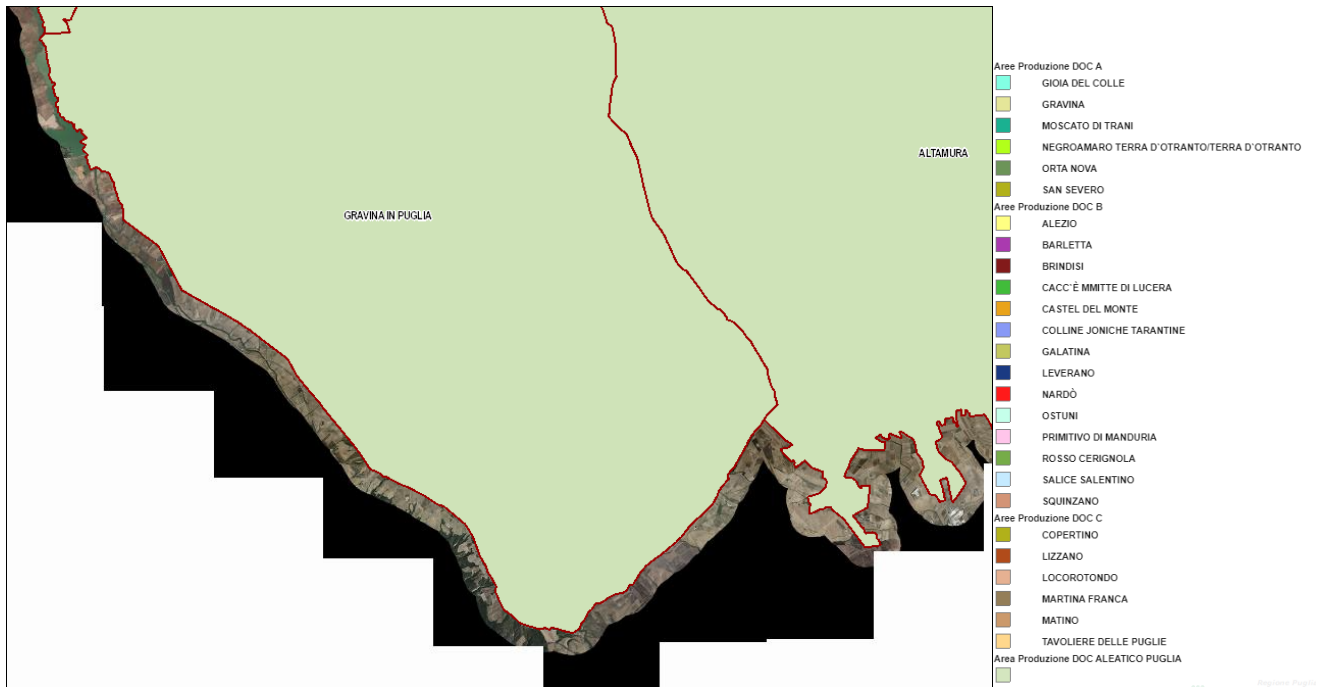 GRAVINA IN PUGLIA
ALTAMURA
Aree Produzione DOC A
GIOIA DEL COLLE
GRAVINA
MOSCATO DI TRANI
NEGROAMARO TERRA D`OTRANTO/TERRA D`OTRANTO
ORTA NOVA
SAN SEVERO
Aree Produzione DOC B
ALEZIO
BARLETTA
BRINDISI
CACC`È MMITTE DI LUCERA
CASTEL DEL MONTE
COLLINE JONICHE TARANTINE
GALATINA
LEVERANO
NARDÒ
OSTUNI
PRIMITIVO DI MANDURIA
ROSSO CERIGNOLA
SALICE SALENTINO
SQUINZANO
Aree Produzione DOC C
COPERTINO
LIZZANO
LOCOROTONDO
MARTINA FRANCA
MATINO
TAVOLIERE DELLE PUGLIE
Area Produzione DOC ALEATICO PUGLIA
Regione Puglia